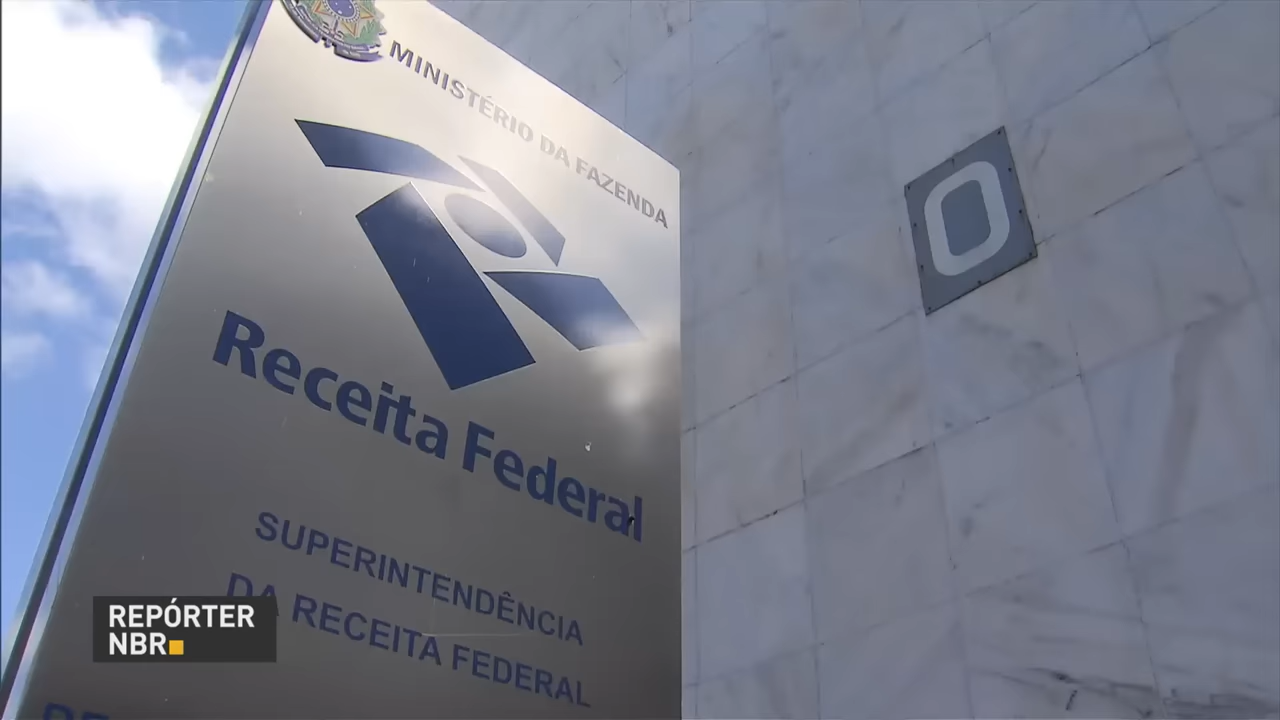 MINISTÉRIO DA FAZENDA
Receita Federal
SUPERINTENDÊNCIA
DA RECEITA FEDERAL
O
REPÓRTER
NBR